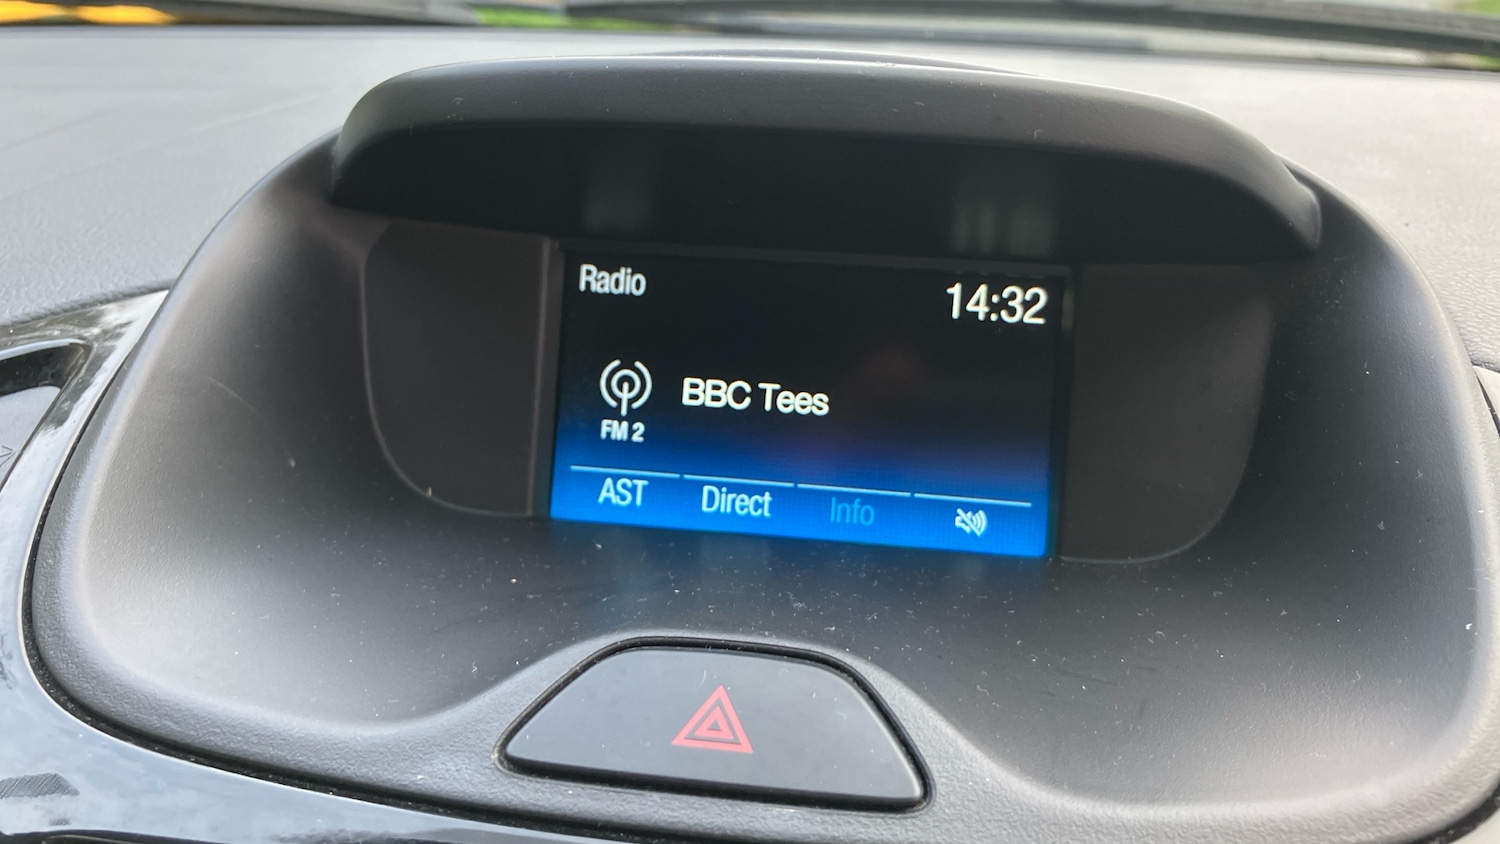 Radio
14:32
BBC Tees
FM 2
AST Direct Info